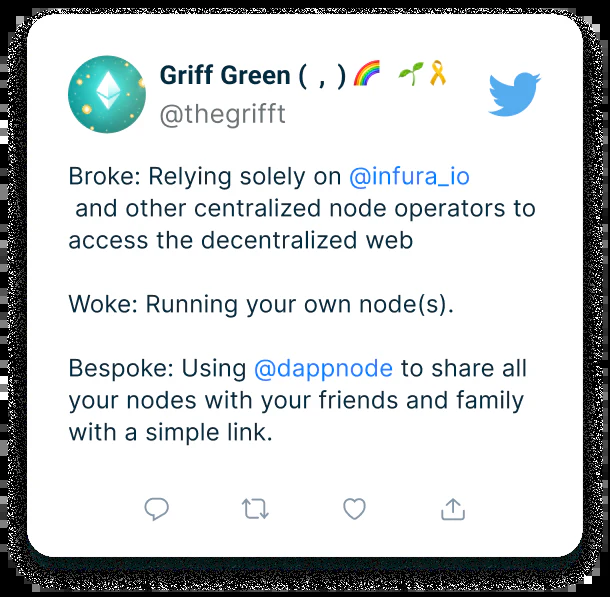 Griff Green ( , )🌈 🌱🎗️
@thegrifft
Broke: Relying solely on @infura_io
and other centralized node operators to
access the decentralized web
Woke: Running your own node(s).
Bespoke: Using @dappnode to share all
your nodes with your friends and family
with a simple link.